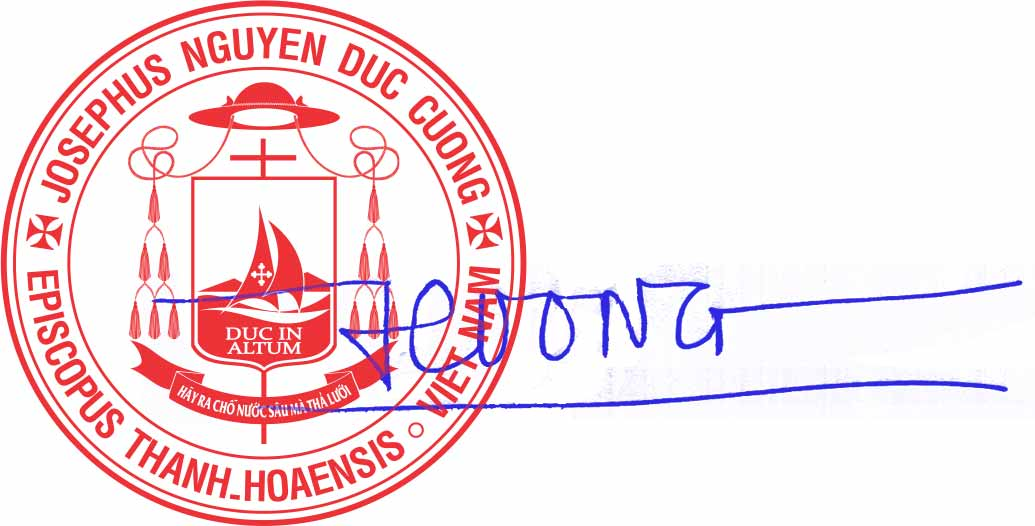 JOSEPHUS NGUYEN DUC CUONG
EPISCOPUS THANH-HOAENSIS
VIET NAM
DUC IN
ALTUM
HÃY RA CHỖ NƯỚC SÂU MÀ THẢ LƯỚI
JCUONG